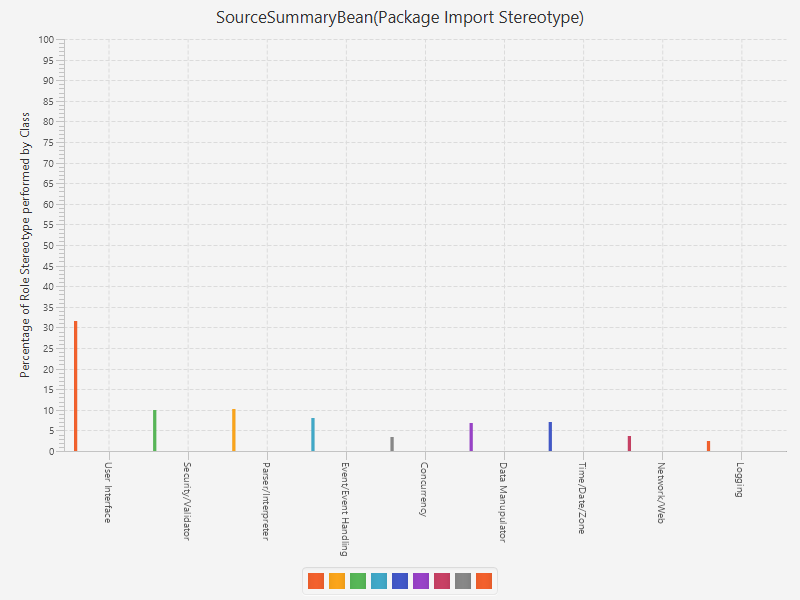 SourceSummaryBean(Package Import Stereotype)
Percentage of Role Stereotype performed by Class
100
95
90
85
80
75
70
65
60
55
50
45
40
35
30
25
20
15
10
5
0
User Interface
Security/Validator
Parser/Interpreter
Event/Event Handling
Concurrency
Data Manupulator
Time/Date/Zone
Network/Web
Logging